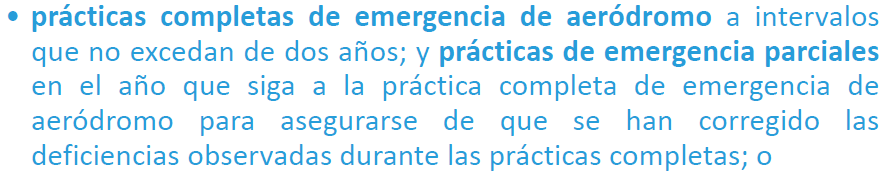 • prácticas completas de emergencia de aeródromo a intervalos
que no excedan de dos años; y prácticas de emergencia parciales
en el año que siga a la práctica completa de emergencia de
aeródromo para asegurarse de que se han corregido las
deficiencias observadas durante las prácticas completas; o